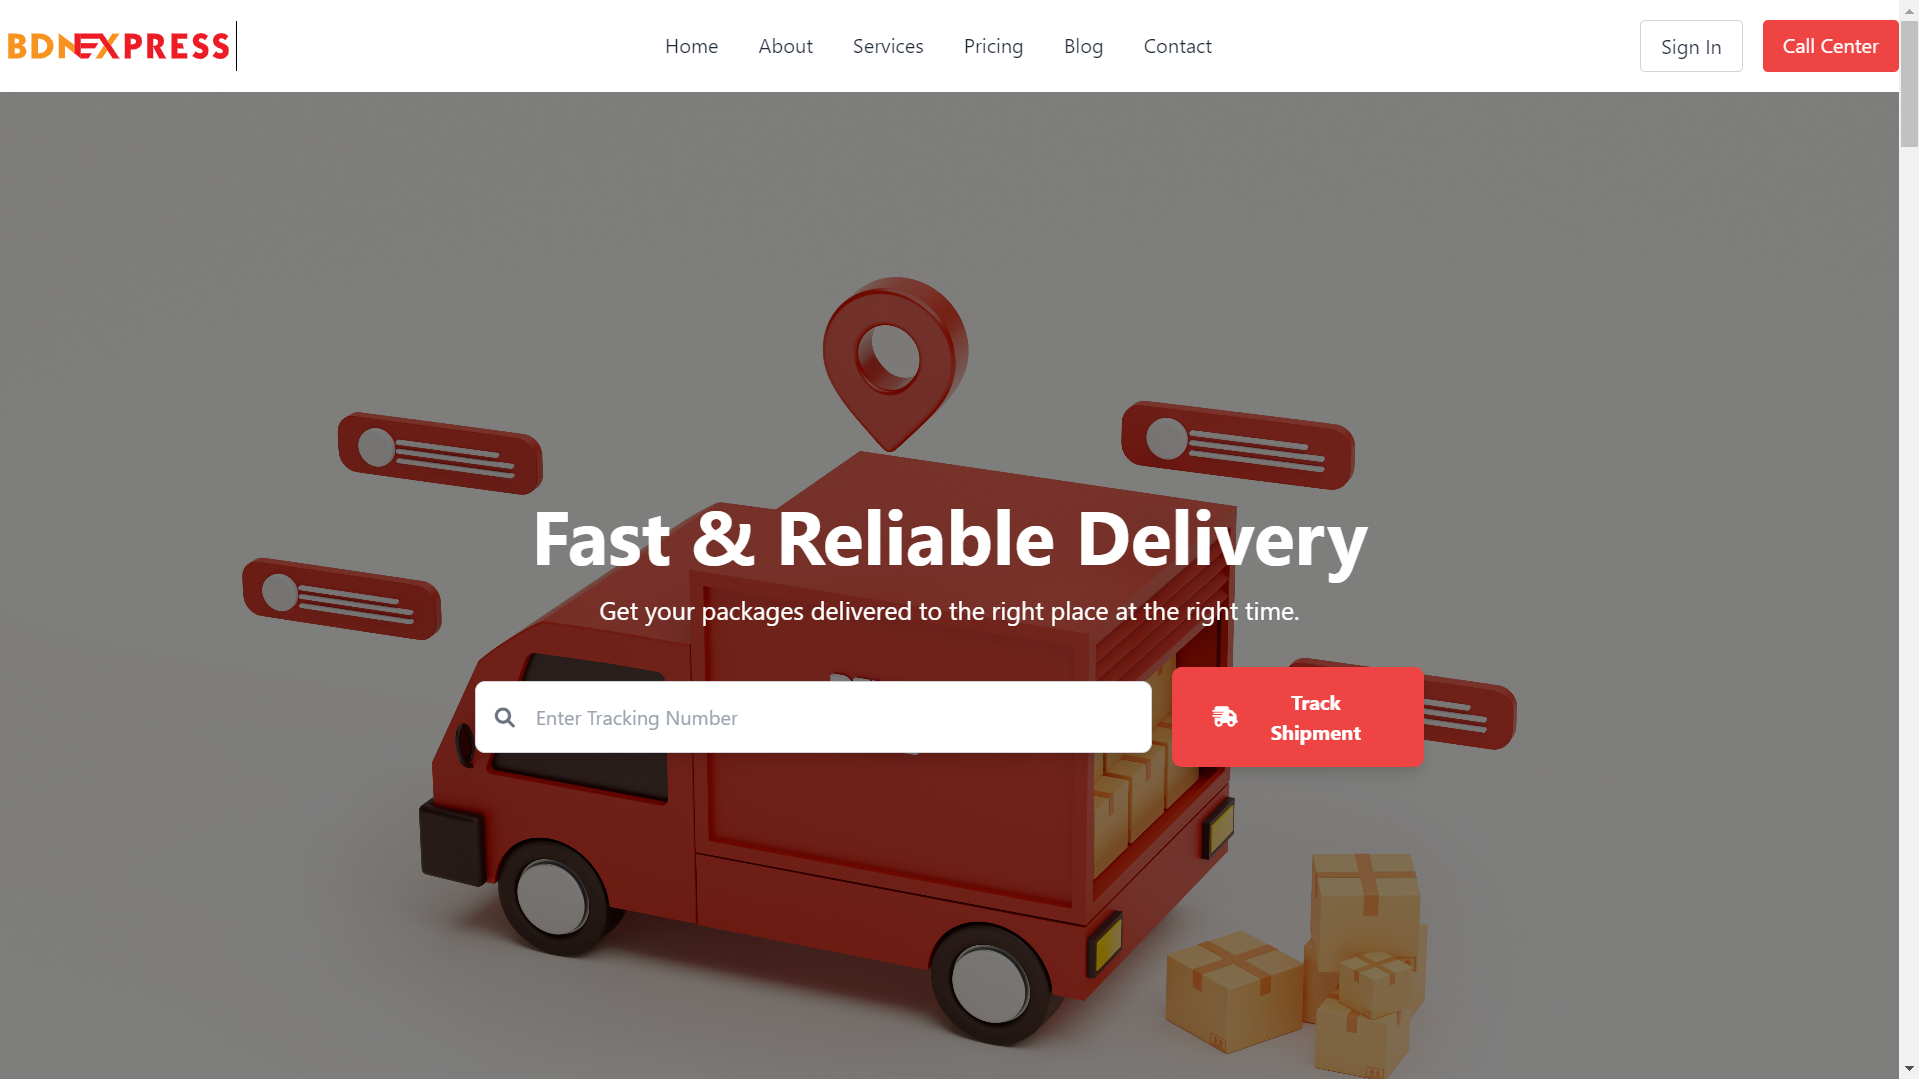 BDNEXPRESS
Home About Services Pricing Blog Contact
Sign In
Call Center
Fast & Reliable Delivery
Get your packages delivered to the right place at the right time.
Enter Tracking Number
Track
Shipment